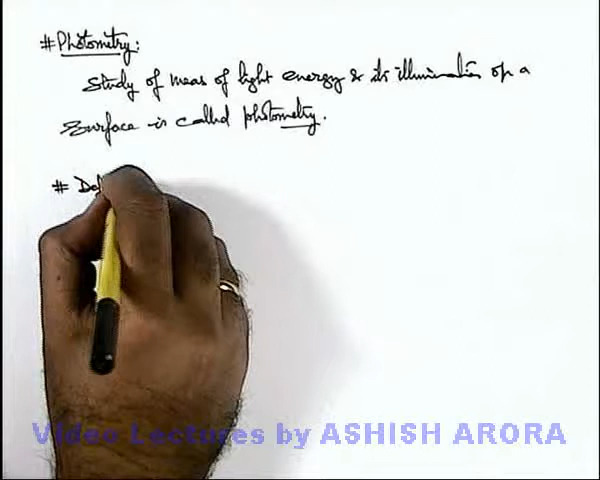 # Photometry:
Study of meas of light energy & its illumination of a
Surface is called photometry.
# Def
Video Lectures by ASHISH ARORA